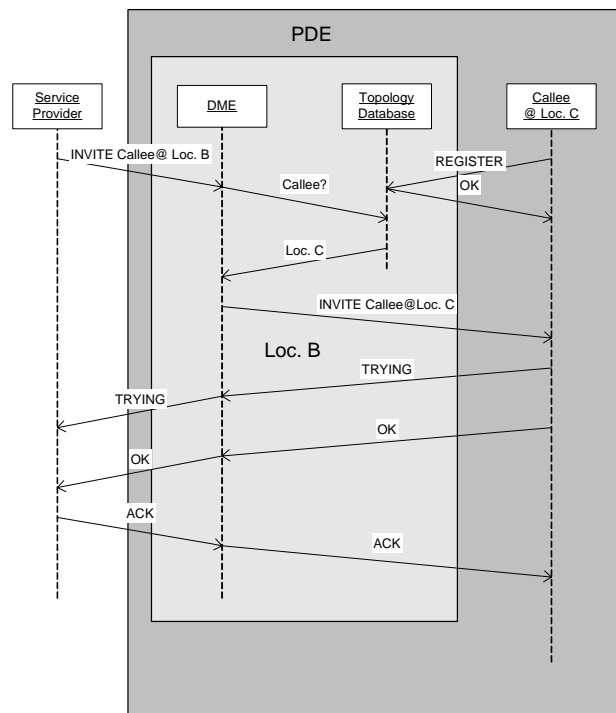 PDE
Service
Provider
DME
Topology
Database
Callee
@ Loc. C
INVITE Callee@ Loc. B
REGISTER
Callee?
OK
Loc. C
INVITE Callee@Loc. C
Loc. B
TRYING
TRYING
OK
OK
ACK
ACK